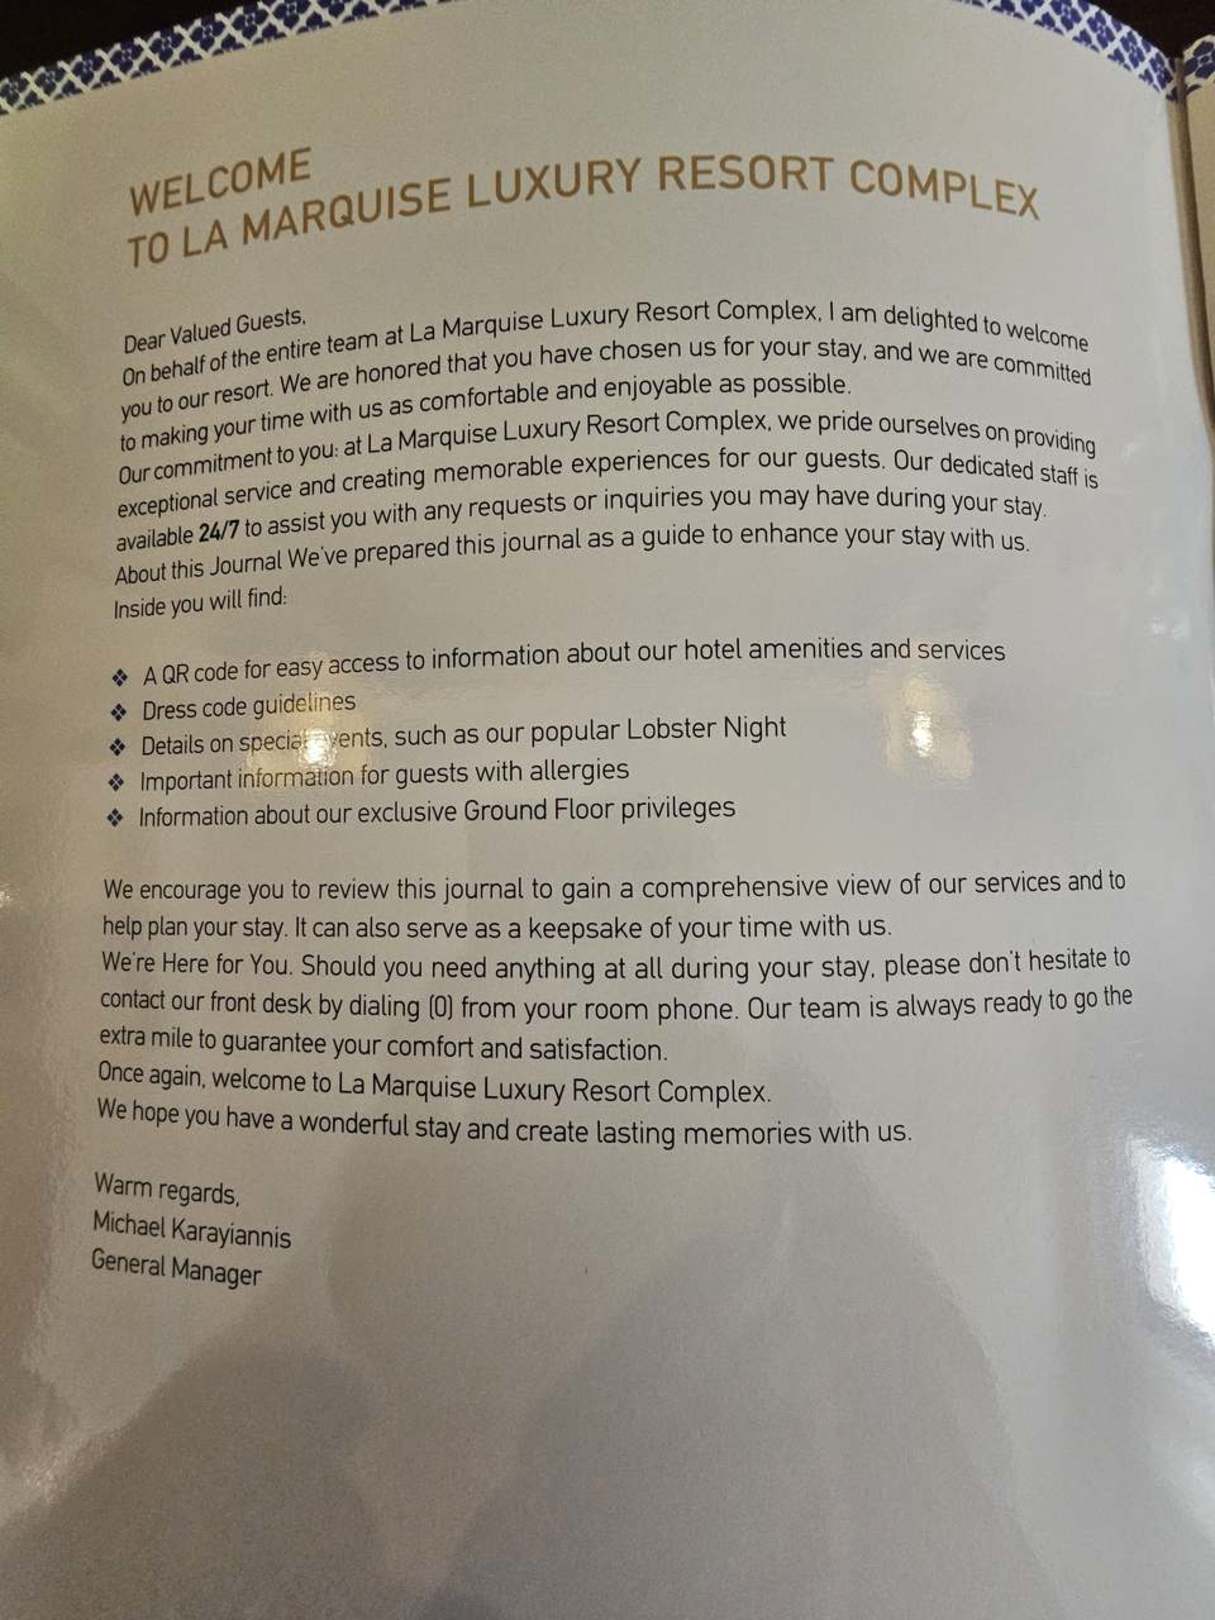 WELCOME
TO LA MARQUISE LUXURY RESORT COMPLEX
Dear Valued Guests,
On behalf of the entire team at La Marquise Luxury Resort Complex, I am delighted to welcome
you to our resort. We are honored that you have chosen us for your stay, and we are committed
to making your time with us as comfortable and enjoyable as possible.
Our commitment to you: at La Marquise Luxury Resort Complex, we pride ourselves on providing
exceptional service and creating memorable experiences for our guests. Our dedicated staff is
available 24/7 to assist you with any requests or inquiries you may have during your stay.
About this Journal We've prepared this journal as a guide to enhance your stay with us.
Inside you will find:
❖ A QR code for easy access to information about our hotel amenities and services
❖ Dress code guidelines
❖ Details on special events, such as our popular Lobster Night
❖ Important information for guests with allergies
❖ Information about our exclusive Ground Floor privileges
We encourage you to review this journal to gain a comprehensive view of our services and to
help plan your stay. It can also serve as a keepsake of your time with us.
We're Here for You. Should you need anything at all during your stay, please don't hesitate to
contact our front desk by dialing (0) from your room phone. Our team is always ready to go the
extra mile to guarantee your comfort and satisfaction.
Once again, welcome to La Marquise Luxury Resort Complex.
We hope you have a wonderful stay and create lasting memories with us.
Warm regards,
Michael Karayiannis
General Manager